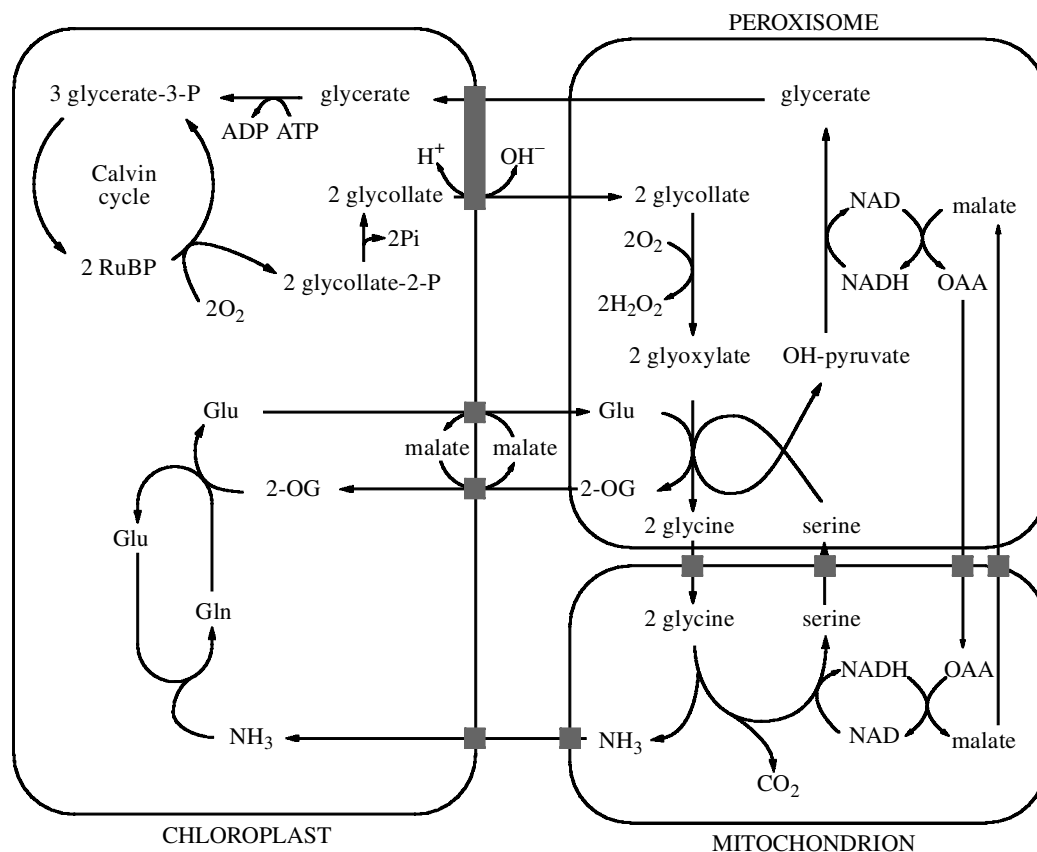 PEROXISOME
3 glycerate-3-P
glycerate
glycerate
ADP ATP
H⁺
OH⁻
Calvin
cycle
2 glycollate
2 glycollate
NAD
malate
2Pi
2O₂
2 RuBP
2 glycollate-2-P
NADH
OAA
2O₂
2H₂O₂
2 glyoxylate
OH-pyruvate
Glu
Glu
malate
malate
2-OG
2-OG
Glu
2 glycine
serine
Gln
2 glycine
serine
NADH
OAA
NH₃
NH₃
NAD
malate
CO₂
CHLOROPLAST
MITOCHONDRION